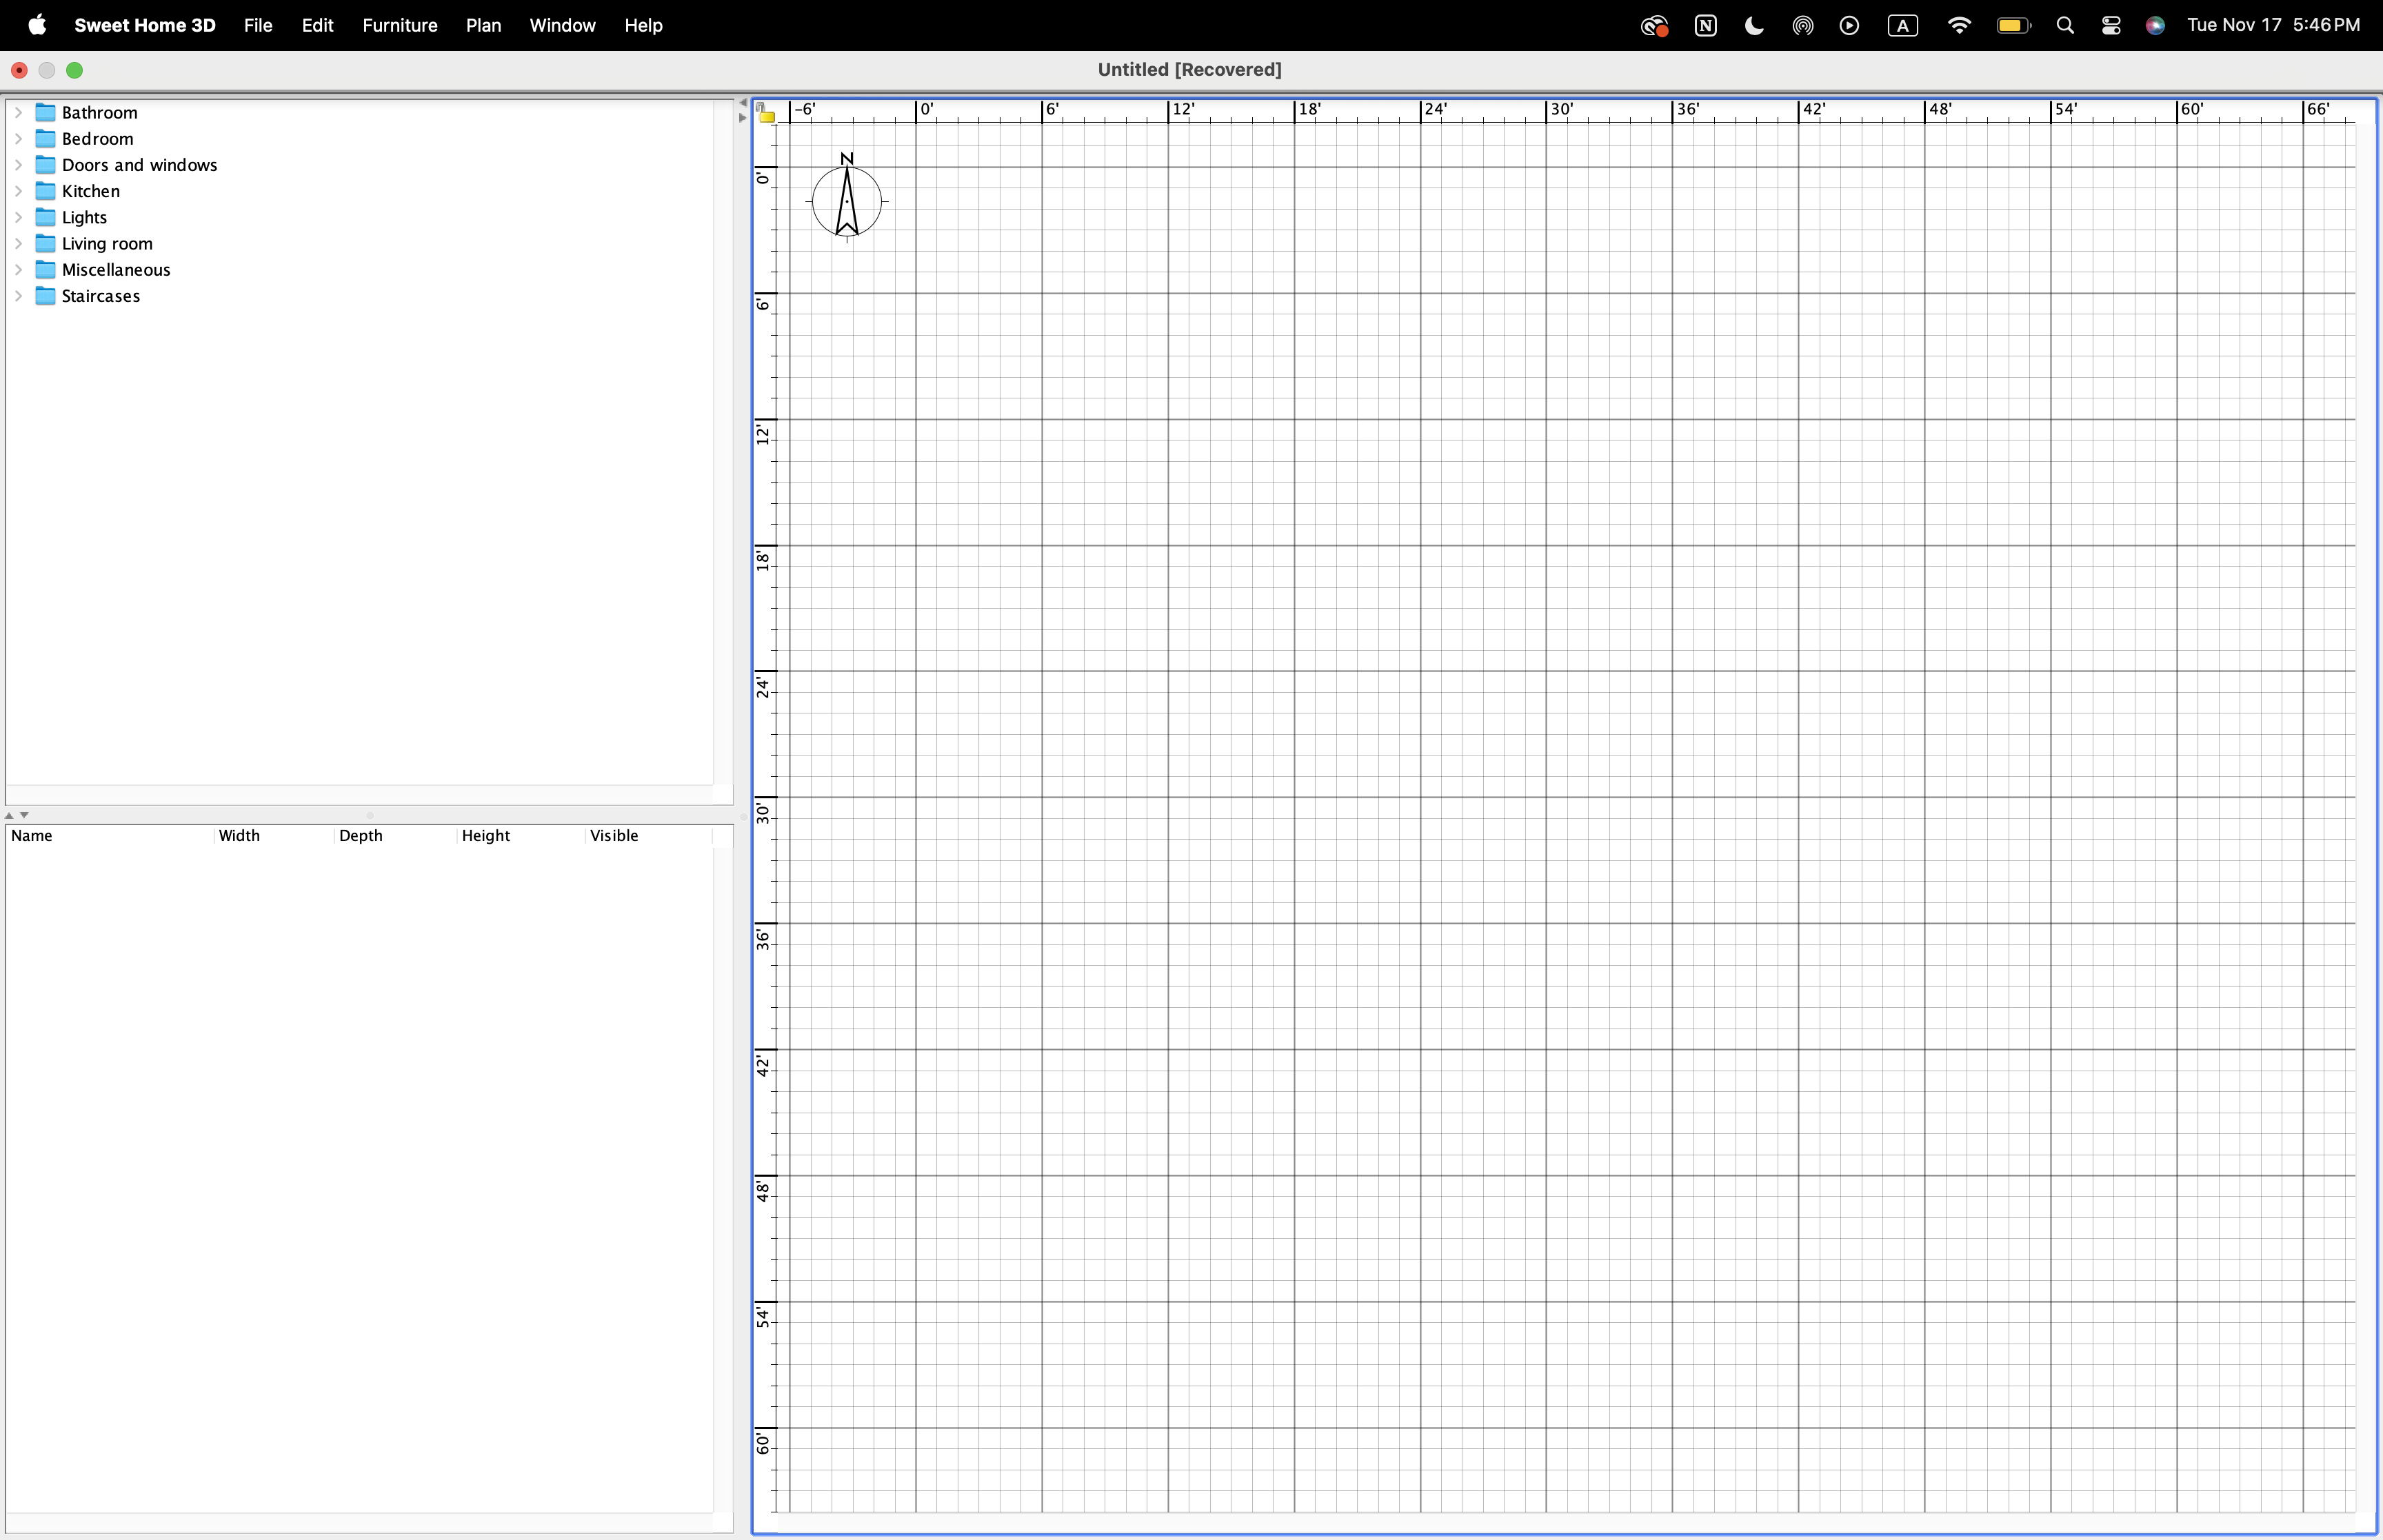 Sweet Home 3D File Edit Furniture Plan Window Help A Tue Nov 17 5:46 PM
Untitled [Recovered]
Bathroom
Bedroom
Doors and windows
Kitchen
Lights
Living room
Miscellaneous
Staircases
Name Width Depth Height Visible
-6' 0' 6' 12' 18' 24' 30' 36' 42' 48' 54' 60' 66'
N
0'
6'
12'
18'
24'
30'
36'
42'
48'
54'
60'